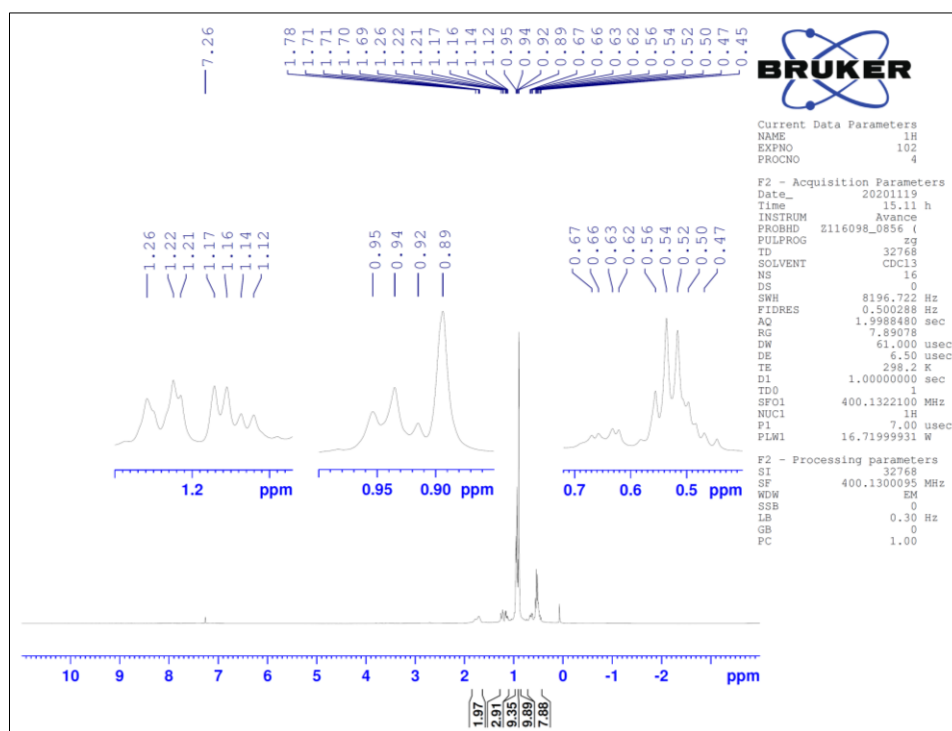 7.26
1.78
1.71
1.71
1.70
1.69
1.26
1.22
1.21
1.17
1.16
1.14
1.12
0.95
0.94
0.92
0.89
0.67
0.66
0.63
0.62
0.56
0.54
0.52
0.50
0.47
0.45
BRUKER
Current Data Parameters
NAME 1H
EXPNO 102
PROCNO 4
F2 - Acquisition Parameters
Date_ 20201119
Time 15.11 h
INSTRUM Avance
PROBHD Z116098_0856 (
PULPROG zg
TD 32768
SOLVENT CDCl3
NS 16
DS 0
SWH 8196.722 Hz
FIDRES 0.500288 Hz
AQ 1.9988480 sec
RG 7.89078
DW 61.000 usec
DE 6.50 usec
TE 298.2 K
D1 1.00000000 sec
TD0 1
SFO1 400.1322100 MHz
NUC1 1H
P1 7.00 usec
PLW1 16.71999931 W
F2 - Processing parameters
SI 32768
SF 400.1300095 MHz
WDW EM
SSB 0
LB 0.30 Hz
GB 0
PC 1.00
1.26
1.22
1.21
1.17
1.16
1.14
1.12
1.2 ppm
0.95
0.94
0.92
0.89
0.95 0.90 ppm
0.67
0.66
0.63
0.62
0.56
0.54
0.52
0.50
0.47
0.7 0.6 0.5 ppm
10 9 8 7 6 5 4 3 2 1 0 -1 -2 ppm
1.97
2.91
9.35
9.89
7.88